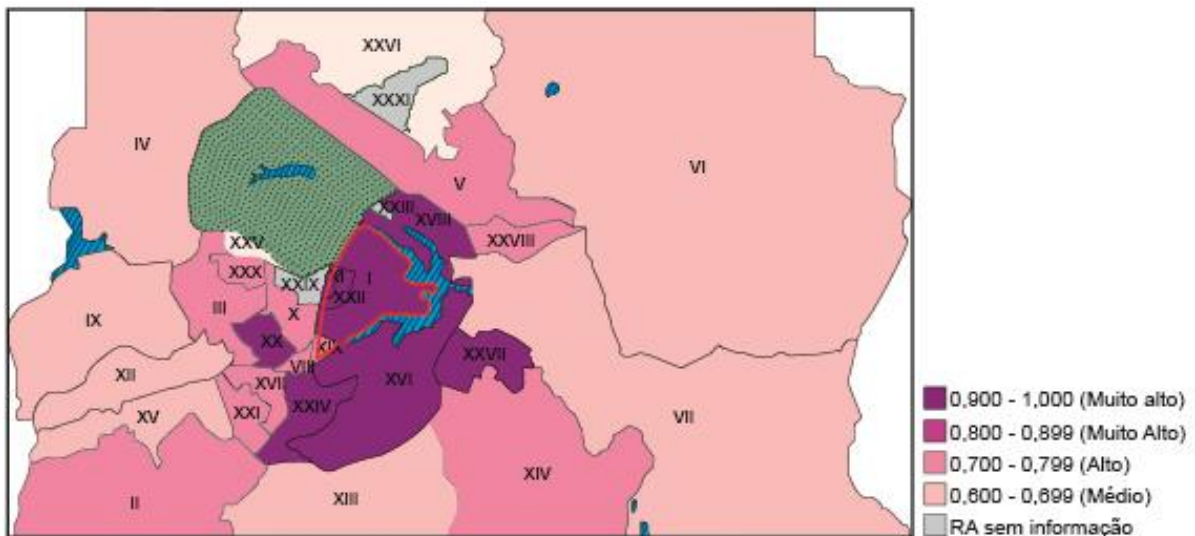 XXVI
XXXI
IV
VI
V
XXIII
XVIII
XXV
XXVIII
XXX
XXIX
I
XXII
III
X
IX
XX
XIX
VIII
XXVII
XII
XVII
XVI
XXIV
XXI
XV
VII
XIV
II
XIII
0,900 - 1,000 (Muito alto)
0,800 - 0,899 (Muito Alto)
0,700 - 0,799 (Alto)
0,600 - 0,699 (Médio)
RA sem informação